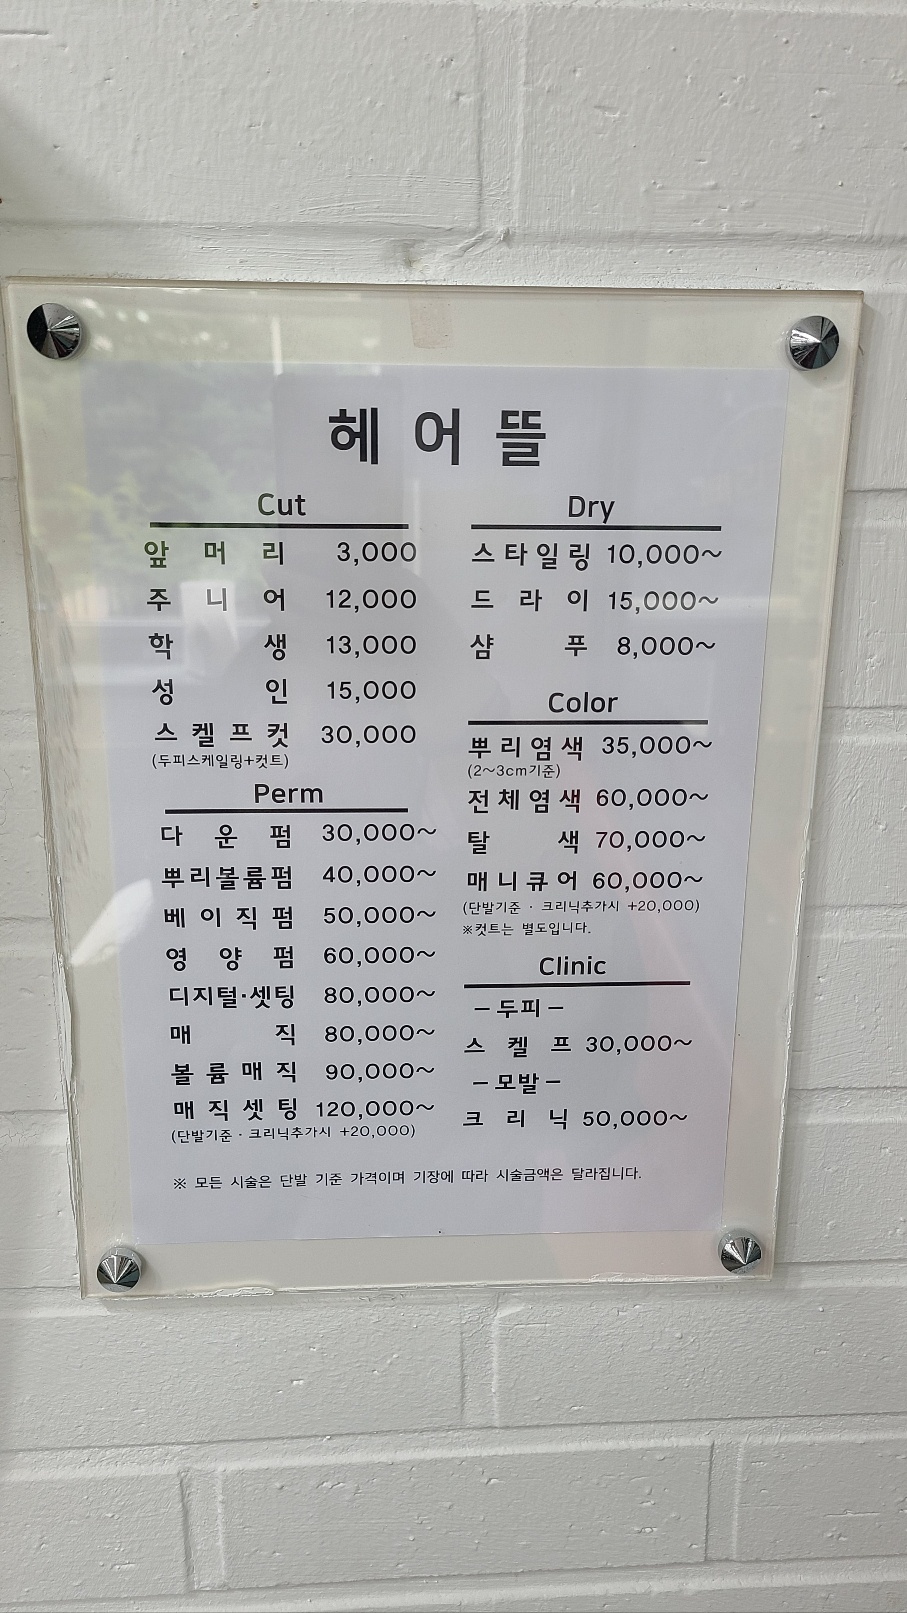 헤어뜰
Cut
앞머리 3,000
주니어 12,000
학생 13,000
성인 15,000
스켈프컷 30,000
(두피스케일링+컷트)
Perm
다운펌 30,000~
뿌리볼륨펌 40,000~
베이직펌 50,000~
영양펌 60,000~
디지털·셋팅 80,000~
매직 80,000~
볼륨매직 90,000~
매직셋팅 120,000~
(단발기준 · 크리닉추가시 +20,000)
Dry
스타일링 10,000~
드라이 15,000~
샴푸 8,000~
Color
뿌리염색 35,000~
(2~3cm기준)
전체염색 60,000~
탈색 70,000~
매니큐어 60,000~
(단발기준 · 크리닉추가시 +20,000)
※컷트는 별도입니다.
Clinic
-두피-
스켈프 30,000~
-모발-
크리닉 50,000~
※ 모든 시술은 단발 기준 가격이며 기장에 따라 시술금액은 달라집니다.